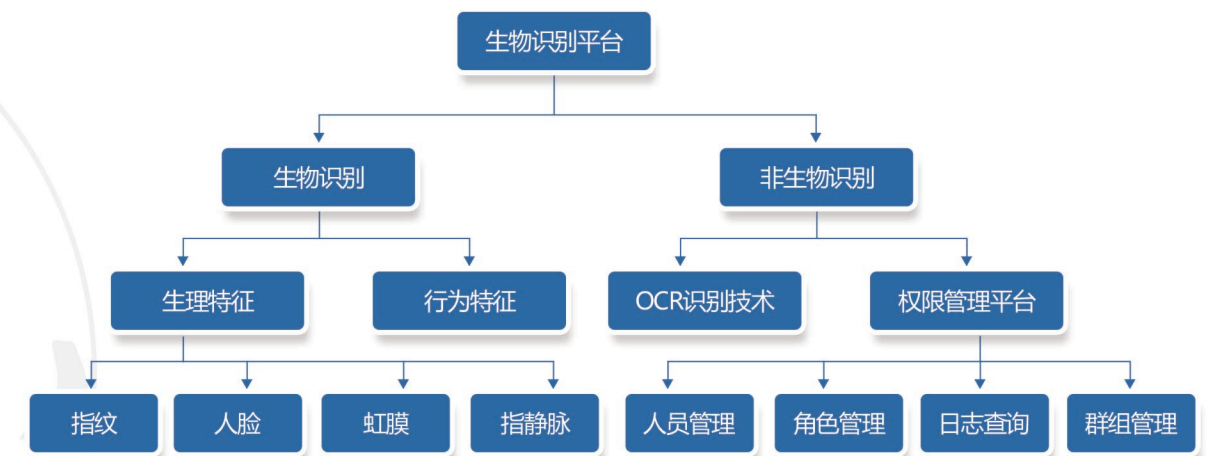 生物识别平台
生物识别
非生物识别
生理特征
行为特征
OCR识别技术
权限管理平台
指纹
人脸
虹膜
指静脉
人员管理
角色管理
日志查询
群组管理